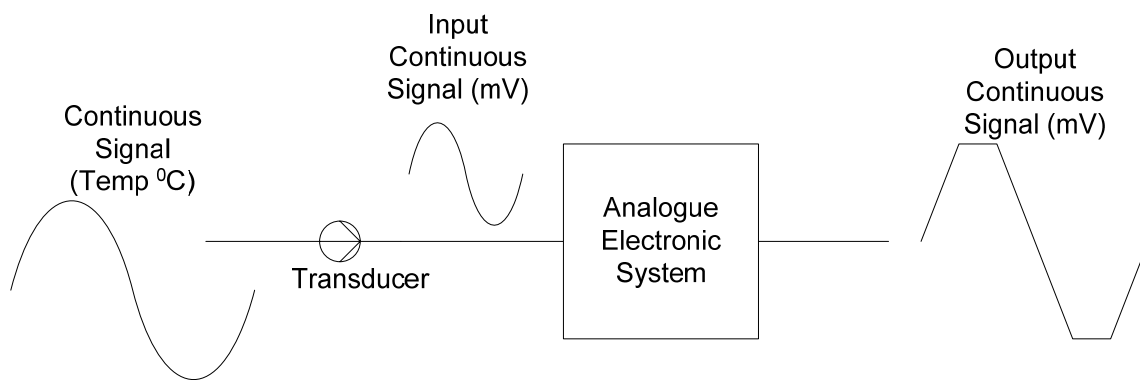 Continuous
Signal
(Temp ⁰C)
Transducer
Input
Continuous
Signal (mV)
Analogue
Electronic
System
Output
Continuous
Signal (mV)